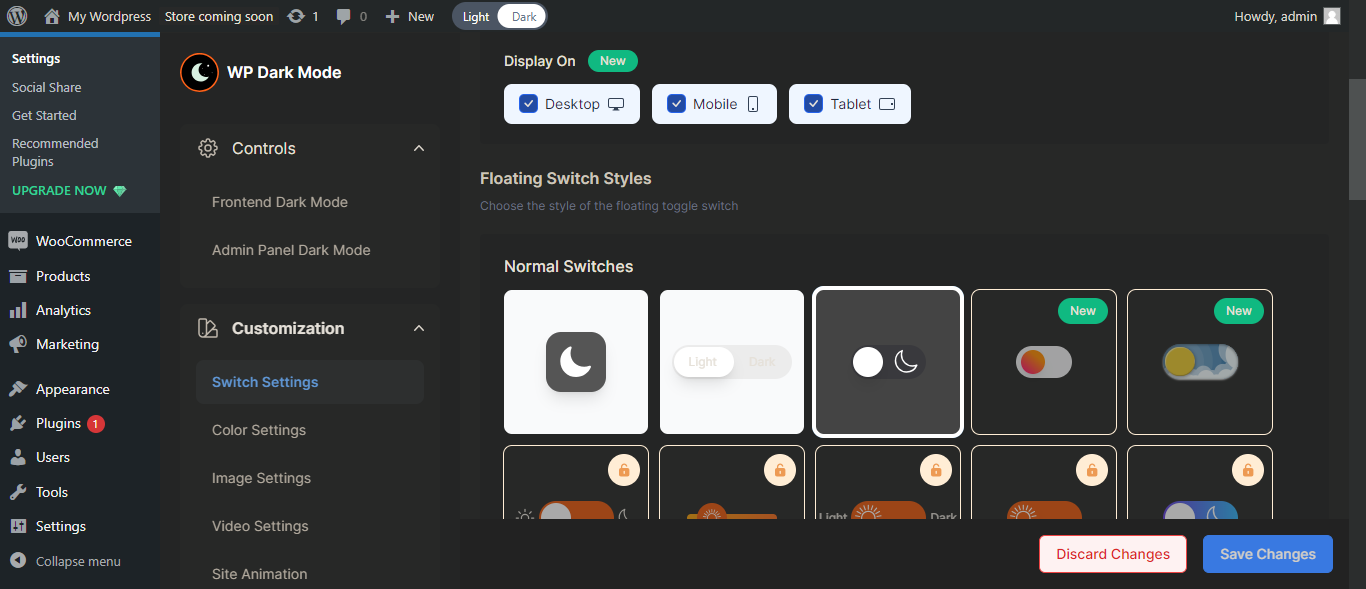 My Wordpress
Store coming soon
1
0
New
Light
Dark
Howdy, admin
Settings
Social Share
Get Started
Recommended
Plugins
UPGRADE NOW
WOO
WooCommerce
Products
Analytics
Marketing
Appearance
Plugins 1
Users
Tools
Settings
Collapse menu
WP Dark Mode
Controls
Frontend Dark Mode
Admin Panel Dark Mode
Customization
Switch Settings
Color Settings
Image Settings
Video Settings
Site Animation
Display On
New
Desktop
Mobile
Tablet
Floating Switch Styles
Choose the style of the floating toggle switch
Normal Switches
Light
Dark
New
New
Light
Dark
Discard Changes
Save Changes